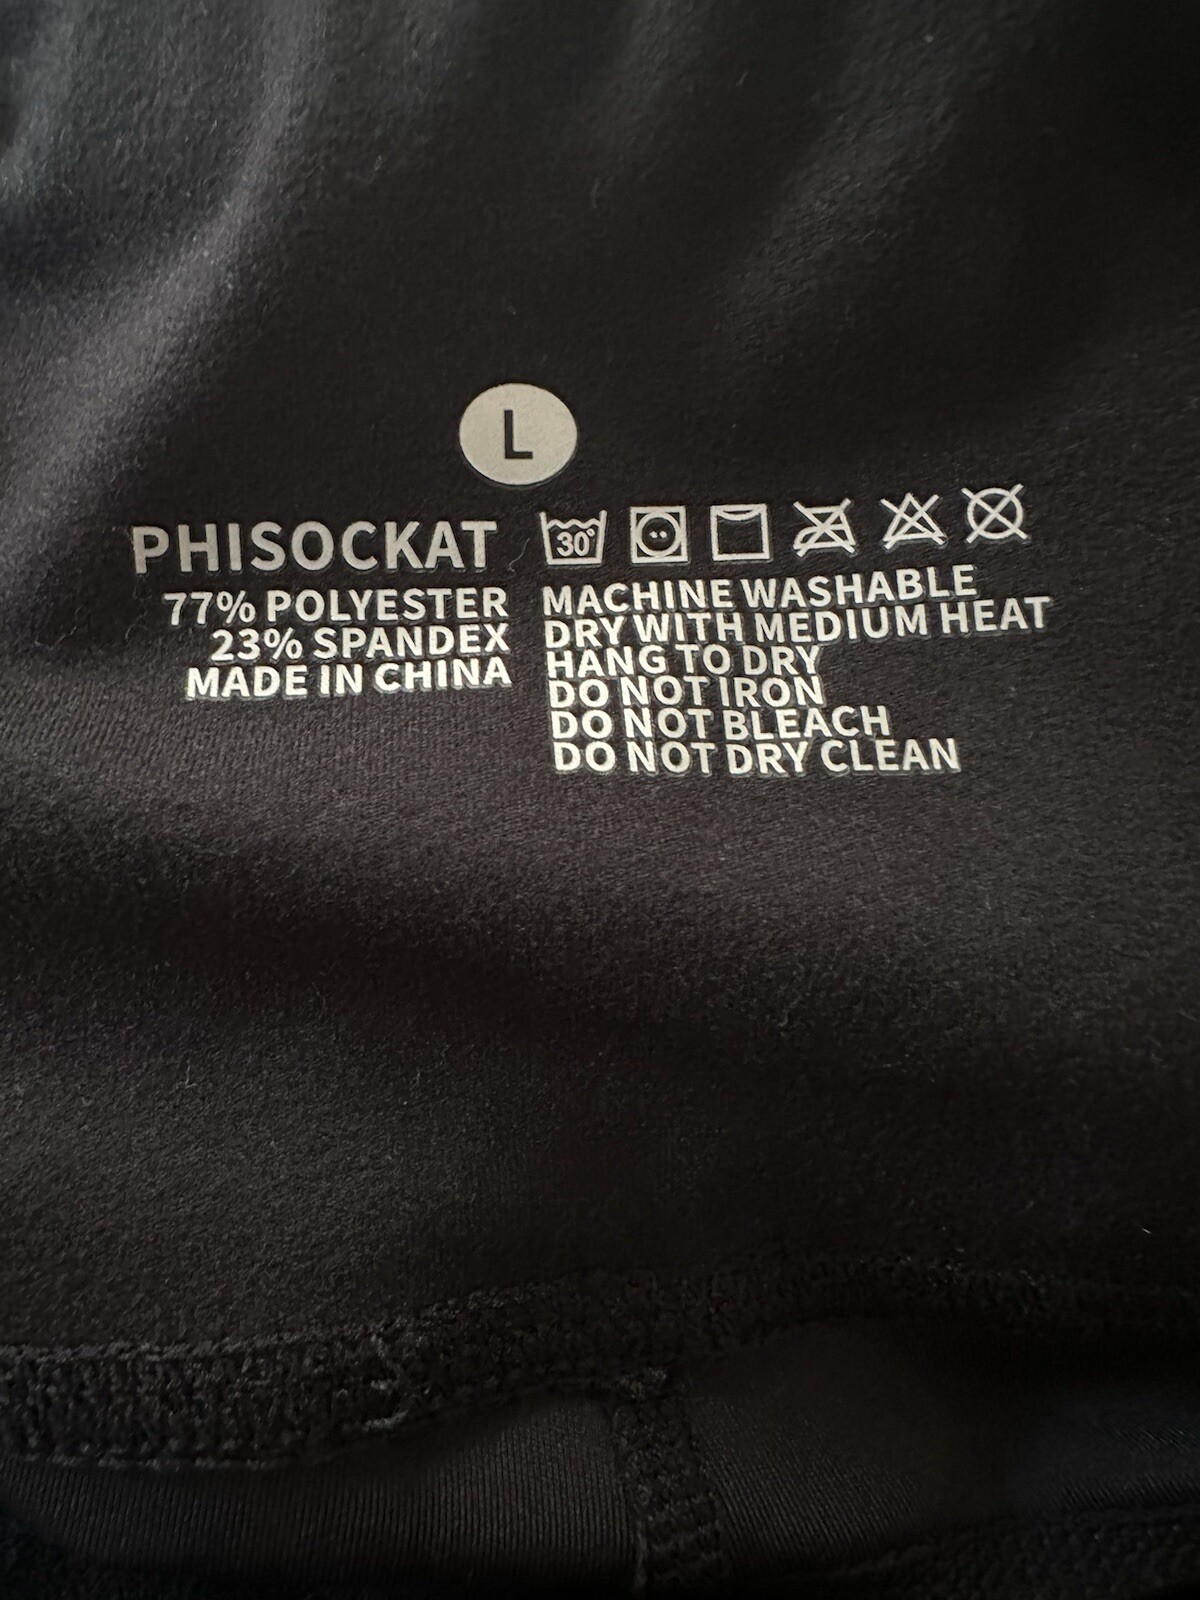 L
PHISOCKAT
77% POLYESTER
23% SPANDEX
MADE IN CHINA
30°
MACHINE WASHABLE
DRY WITH MEDIUM HEAT
HANG TO DRY
DO NOT IRON
DO NOT BLEACH
DO NOT DRY CLEAN